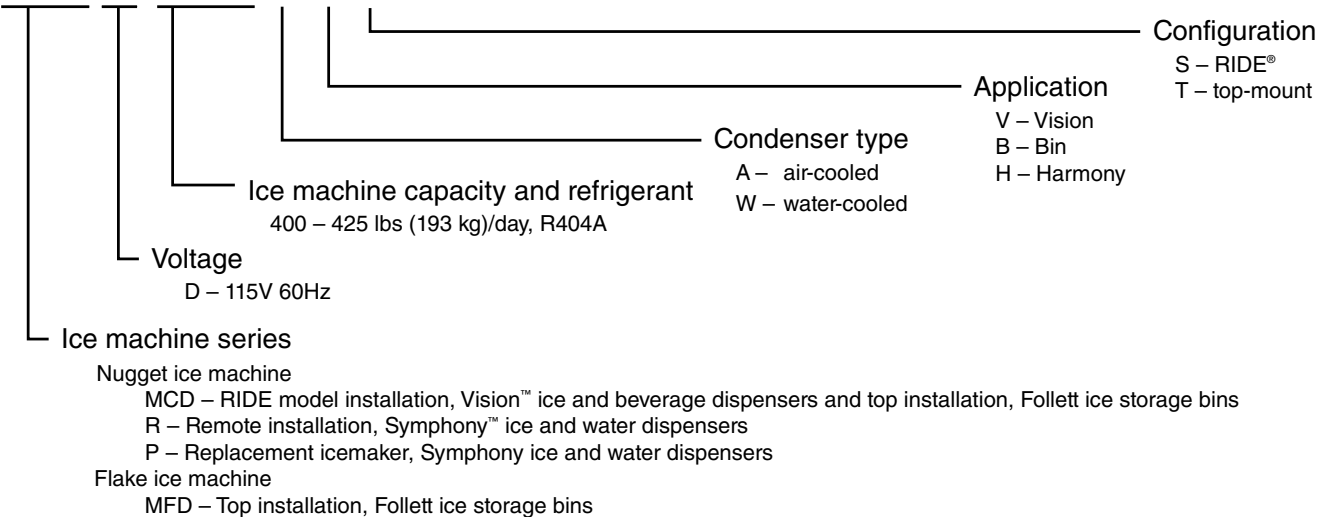 Configuration
S – RIDE®
T – top-mount
Application
V – Vision
B – Bin
H – Harmony
Condenser type
A – air-cooled
W – water-cooled
Ice machine capacity and refrigerant
400 – 425 lbs (193 kg)/day, R404A
Voltage
D – 115V 60Hz
Ice machine series
Nugget ice machine
MCD – RIDE model installation, Vision™ ice and beverage dispensers and top installation, Follett ice storage bins
R – Remote installation, Symphony™ ice and water dispensers
P – Replacement icemaker, Symphony ice and water dispensers
Flake ice machine
MFD – Top installation, Follett ice storage bins